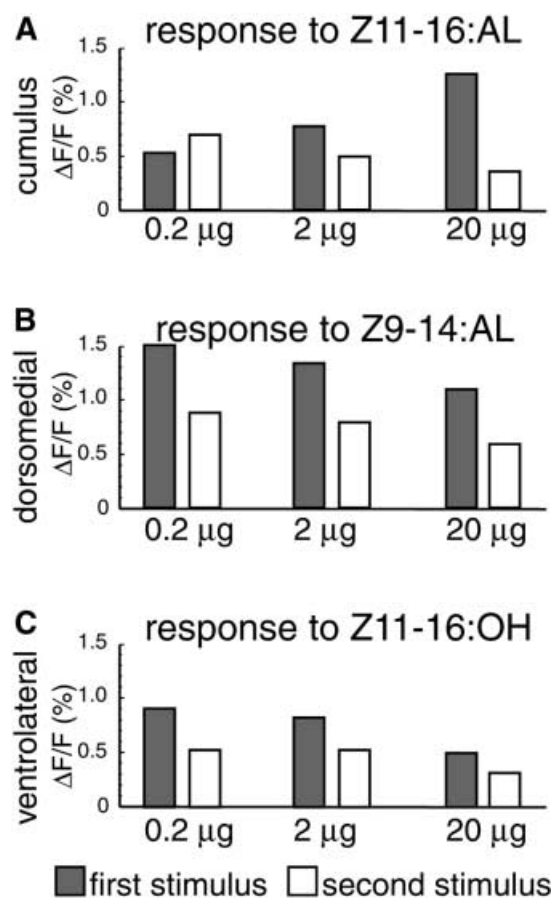 A response to Z11-16:AL
cumulus
ΔF/F (%)
1.5
1.0
0.5
0
0.2 µg 2 µg 20 µg
B response to Z9-14:AL
dorsomedial
ΔF/F (%)
1.5
1.0
0.5
0
0.2 µg 2 µg 20 µg
C response to Z11-16:OH
ventrolateral
ΔF/F (%)
1.5
1.0
0.5
0
0.2 µg 2 µg 20 µg
first stimulus second stimulus